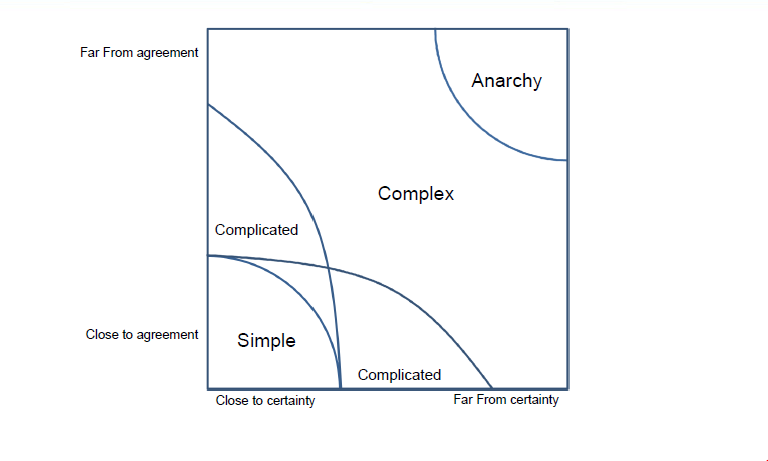 Far From agreement
Anarchy
Complex
Complicated
Close to agreement
Simple
Complicated
Close to certainty
Far From certainty